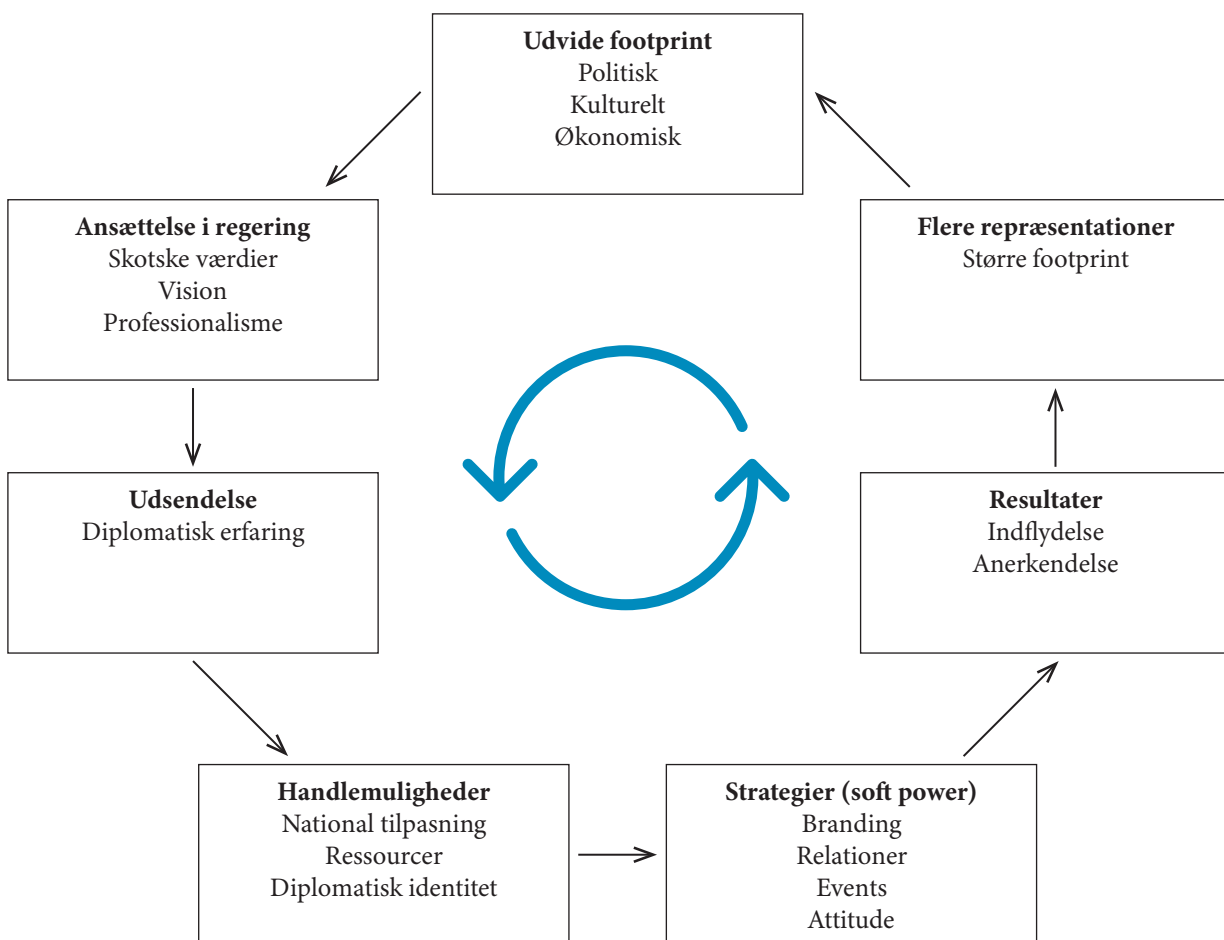 Udvide footprint
Politisk
Kulturelt
Økonomisk
Ansættelse i regering
Skotske værdier
Vision
Professionalisme
Flere repræsentationer
Større footprint
Udsendelse
Diplomatisk erfaring
Resultater
Indflydelse
Anerkendelse
Handlemuligheder
National tilpasning
Ressourcer
Diplomatisk identitet
Strategier (soft power)
Branding
Relationer
Events
Attitude